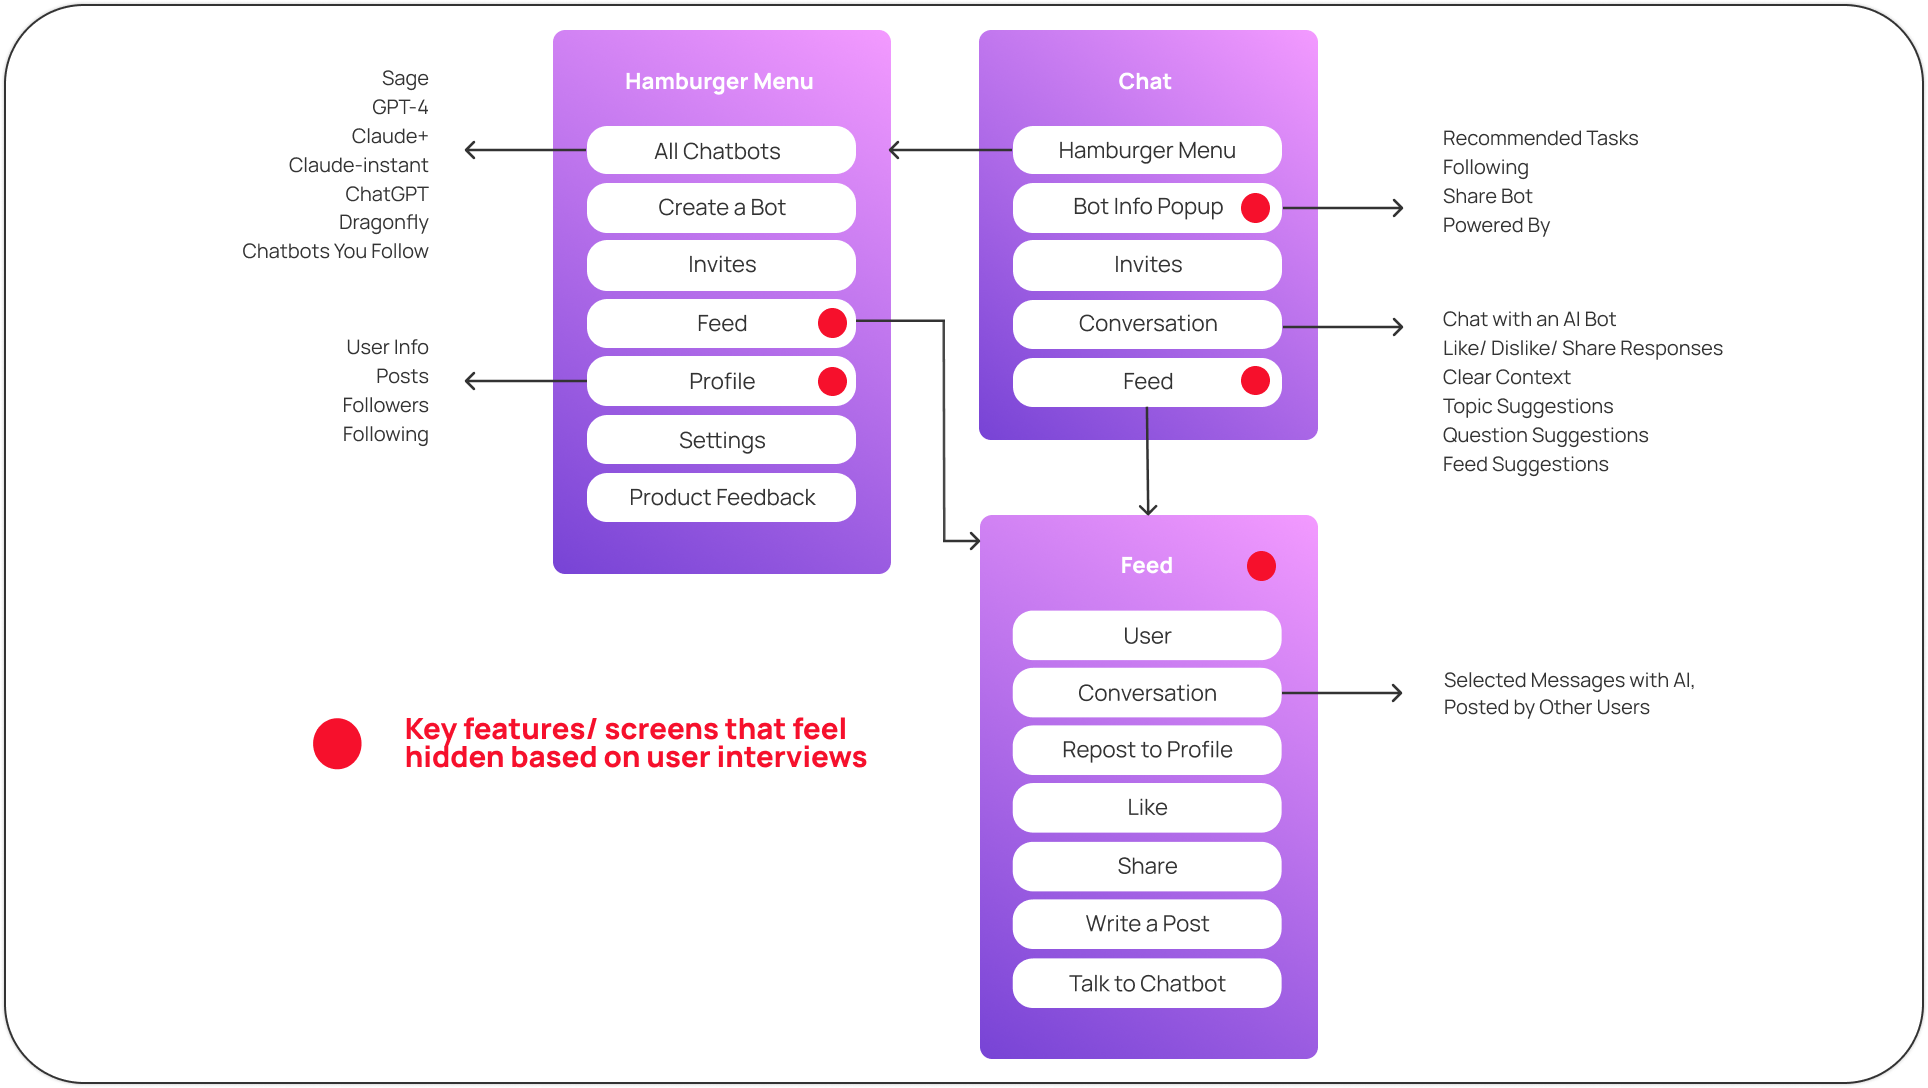 Sage
GPT-4
Claude+
Claude-instant
ChatGPT
Dragonfly
Chatbots You Follow
User Info
Posts
Followers
Following
Hamburger Menu
All Chatbots
Create a Bot
Invites
Feed
Profile
Settings
Product Feedback
Chat
Hamburger Menu
Bot Info Popup
Invites
Conversation
Feed
Recommended Tasks
Following
Share Bot
Powered By
Chat with an AI Bot
Like/ Dislike/ Share Responses
Clear Context
Topic Suggestions
Question Suggestions
Feed Suggestions
Feed
User
Conversation
Repost to Profile
Like
Share
Write a Post
Talk to Chatbot
Selected Messages with AI,
Posted by Other Users
Key features/ screens that feel
hidden based on user interviews